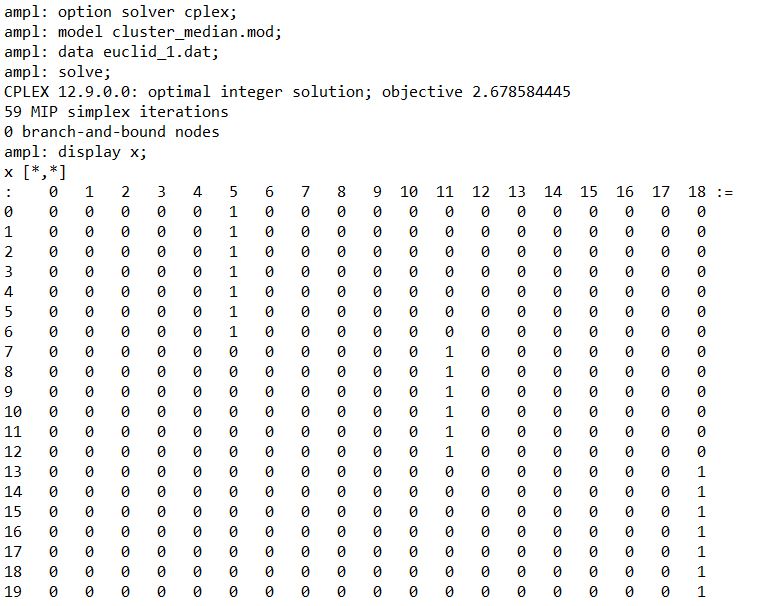 ampl: option solver cplex;
ampl: model cluster_median.mod;
ampl: data euclid_1.dat;
ampl: solve;
CPLEX 12.9.0.0: optimal integer solution; objective 2.678584445
59 MIP simplex iterations
0 branch-and-bound nodes
ampl: display x;
x [*,*]
:    0   1   2   3   4   5   6   7   8   9  10  11  12  13  14  15  16  17  18 :=
0    0   0   0   0   0   1   0   0   0   0   0   0   0   0   0   0   0   0   0
1    0   0   0   0   0   1   0   0   0   0   0   0   0   0   0   0   0   0   0
2    0   0   0   0   0   1   0   0   0   0   0   0   0   0   0   0   0   0   0
3    0   0   0   0   0   1   0   0   0   0   0   0   0   0   0   0   0   0   0
4    0   0   0   0   0   1   0   0   0   0   0   0   0   0   0   0   0   0   0
5    0   0   0   0   0   1   0   0   0   0   0   0   0   0   0   0   0   0   0
6    0   0   0   0   0   1   0   0   0   0   0   0   0   0   0   0   0   0   0
7    0   0   0   0   0   0   0   0   0   0   0   1   0   0   0   0   0   0   0
8    0   0   0   0   0   0   0   0   0   0   0   1   0   0   0   0   0   0   0
9    0   0   0   0   0   0   0   0   0   0   0   1   0   0   0   0   0   0   0
10   0   0   0   0   0   0   0   0   0   0   0   1   0   0   0   0   0   0   0
11   0   0   0   0   0   0   0   0   0   0   0   1   0   0   0   0   0   0   0
12   0   0   0   0   0   0   0   0   0   0   0   1   0   0   0   0   0   0   0
13   0   0   0   0   0   0   0   0   0   0   0   0   0   0   0   0   0   0   1
14   0   0   0   0   0   0   0   0   0   0   0   0   0   0   0   0   0   0   1
15   0   0   0   0   0   0   0   0   0   0   0   0   0   0   0   0   0   0   1
16   0   0   0   0   0   0   0   0   0   0   0   0   0   0   0   0   0   0   1
17   0   0   0   0   0   0   0   0   0   0   0   0   0   0   0   0   0   0   1
18   0   0   0   0   0   0   0   0   0   0   0   0   0   0   0   0   0   0   1
19   0   0   0   0   0   0   0   0   0   0   0   0   0   0   0   0   0   0   1